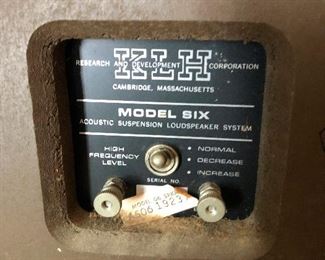 KLH
RESEARCH AND DEVELOPMENT CORPORATION
CAMBRIDGE, MASSACHUSETTS
MODEL SIX
ACOUSTIC SUSPENSION LOUDSPEAKER SYSTEM
HIGH FREQUENCY LEVEL
• NORMAL
• DECREASE
• INCREASE
SERIAL NO.
MODEL